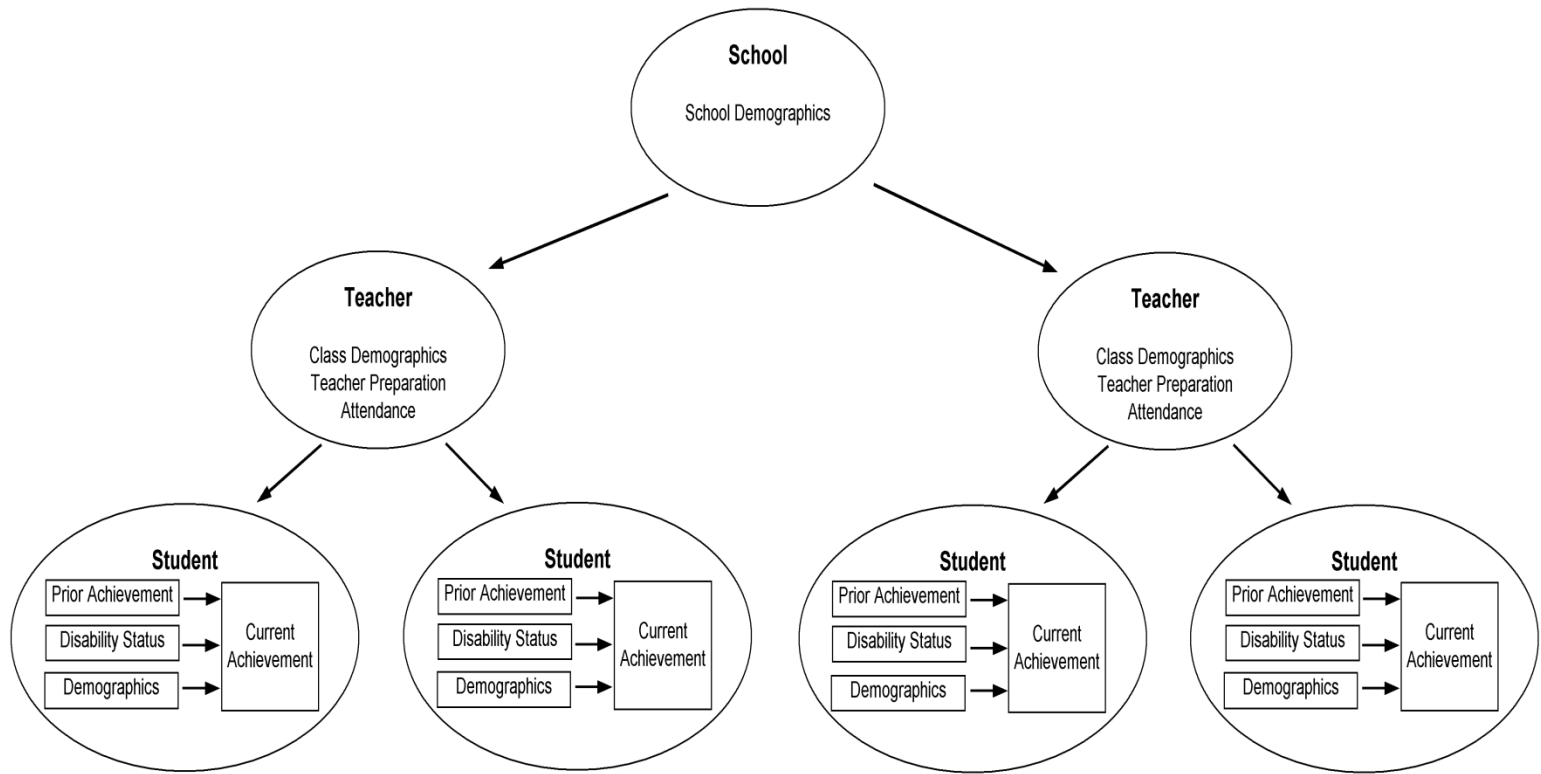 School
School Demographics
Teacher
Class Demographics
Teacher Preparation
Attendance
Teacher
Class Demographics
Teacher Preparation
Attendance
Student
Prior Achievement
Disability Status
Demographics
Current
Achievement
Student
Prior Achievement
Disability Status
Demographics
Current
Achievement
Student
Prior Achievement
Disability Status
Demographics
Current
Achievement
Student
Prior Achievement
Disability Status
Demographics
Current
Achievement